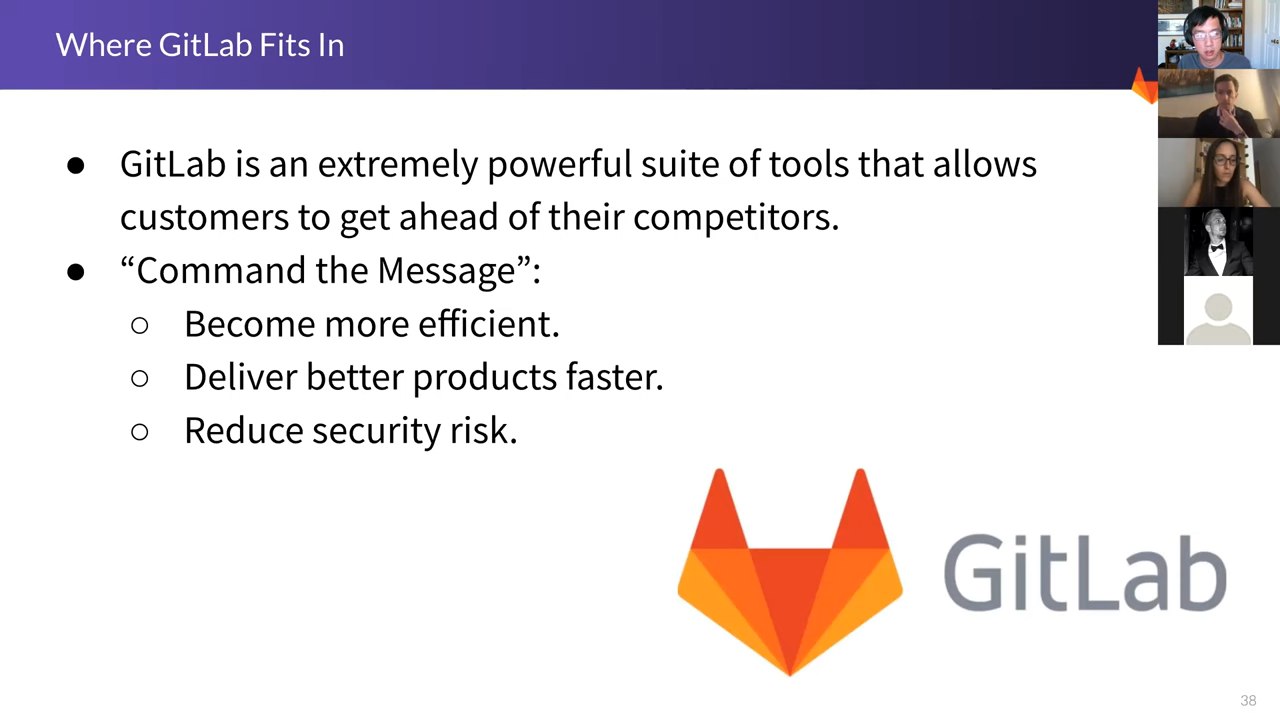 Where GitLab Fits In
● GitLab is an extremely powerful suite of tools that allows
customers to get ahead of their competitors.
● “Command the Message”:
○ Become more efficient.
○ Deliver better products faster.
○ Reduce security risk.
GitLab
38